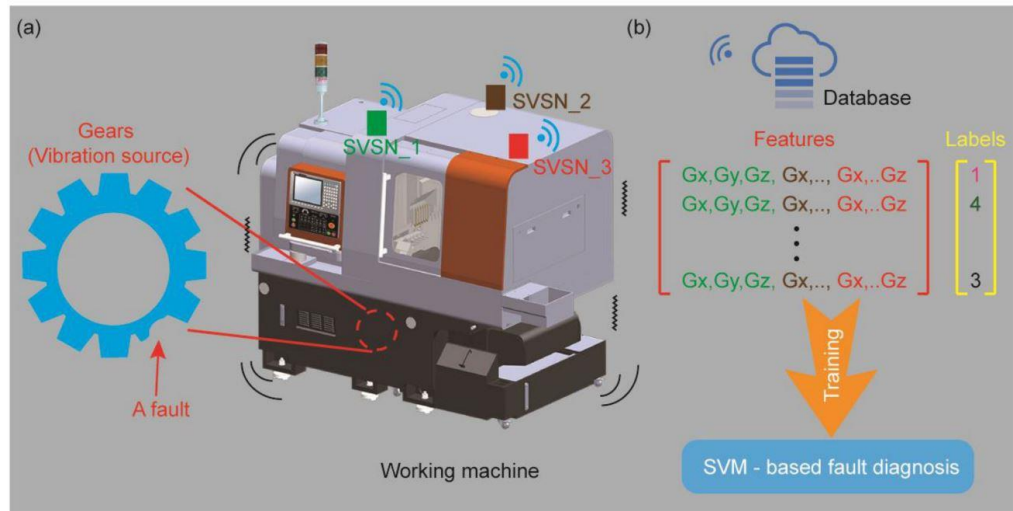 (a)
SVSN_1
SVSN_2
SVSN_3
Gears
(Vibration source)
A fault
Working machine
(b)
Database
Features
Labels
Gx,Gy,Gz, Gx,.., Gx,..Gz
1
Gx,Gy,Gz, Gx,.., Gx,..Gz
4
Gx,Gy,Gz, Gx,.., Gx,..Gz
3
Training
SVM - based fault diagnosis